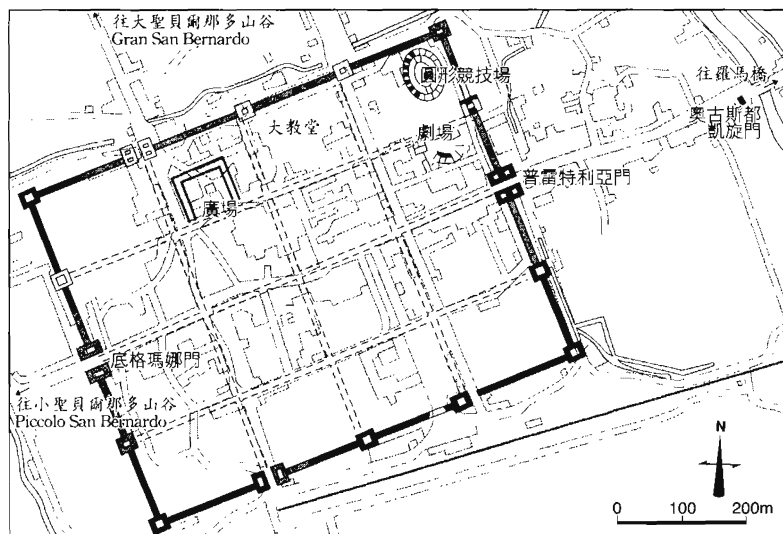 往大聖貝爾那多山谷
Gran San Bernardo
圓形競技場
往羅馬橋
大教堂
劇場
奧古斯都
凱旋門
普雷特利亞門
廣場
底格瑪娜門
往小聖貝爾那多山谷
Piccolo San Bernardo
N
0 100 200m